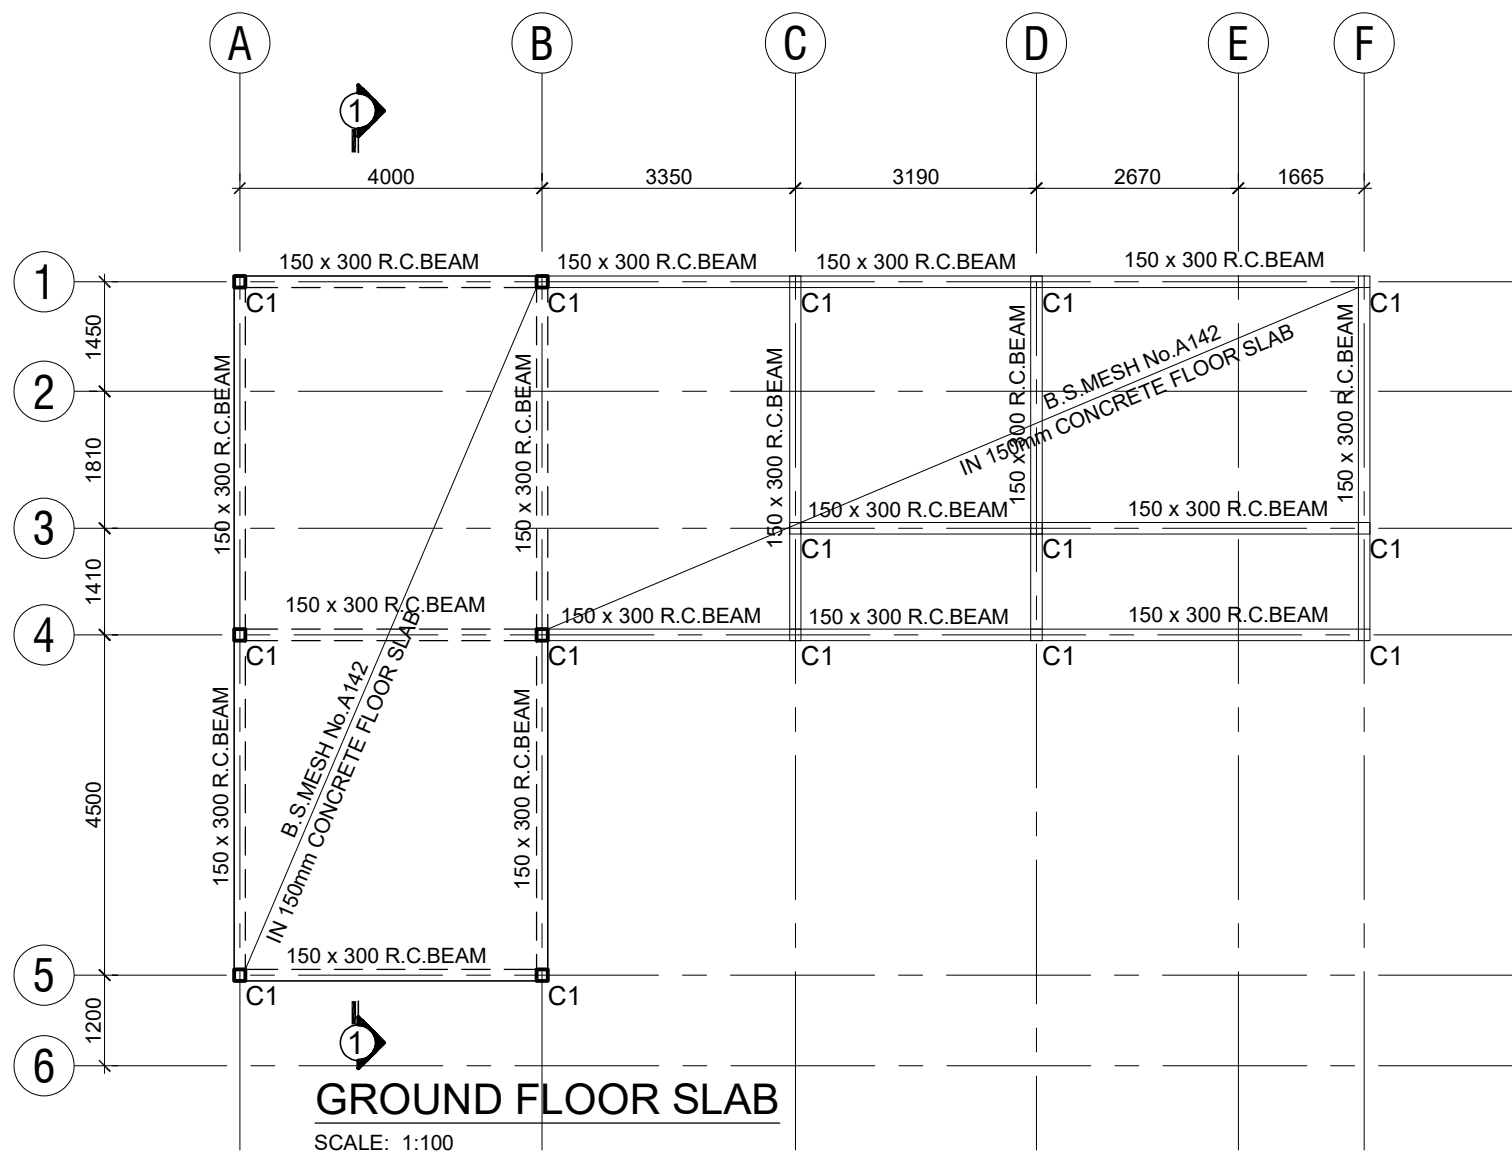 A B C D E F
1
4000 3350 3190 2670 1665
150 x 300 R.C.BEAM 150 x 300 R.C.BEAM 150 x 300 R.C.BEAM 150 x 300 R.C.BEAM
1
C1 C1 C1 C1 C1
1450
150 x 300 R.C.BEAM 150 x 300 R.C.BEAM 150 x 300 R.C.BEAM 150 x 300 R.C.BEAM 150 x 300 R.C.BEAM
B.S.MESH No.A142
IN 150mm CONCRETE FLOOR SLAB
2
1810
150 x 300 R.C.BEAM 150 x 300 R.C.BEAM
3
C1 C1 C1
1410
150 x 300 R.C.BEAM 150 x 300 R.C.BEAM 150 x 300 R.C.BEAM 150 x 300 R.C.BEAM
4
C1 C1 C1 C1 C1
150 x 300 R.C.BEAM 150 x 300 R.C.BEAM
B.S.MESH No.A142
IN 150mm CONCRETE FLOOR SLAB
4500
150 x 300 R.C.BEAM
5
C1 C1
1200
1
6
GROUND FLOOR SLAB
SCALE: 1:100